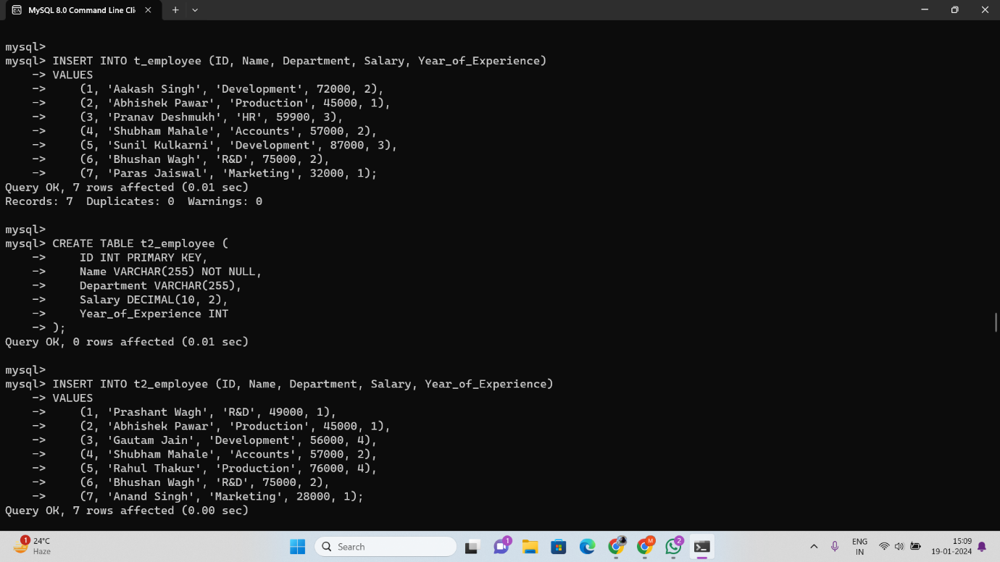 MySQL 8.0 Command Line Cli
mysql>
mysql> INSERT INTO t_employee (ID, Name, Department, Salary, Year_of_Experience)
    -> VALUES
    ->     (1, 'Aakash Singh', 'Development', 72000, 2),
    ->     (2, 'Abhishek Pawar', 'Production', 45000, 1),
    ->     (3, 'Pranav Deshmukh', 'HR', 59900, 3),
    ->     (4, 'Shubham Mahale', 'Accounts', 57000, 2),
    ->     (5, 'Sunil Kulkarni', 'Development', 87000, 3),
    ->     (6, 'Bhushan Wagh', 'R&D', 75000, 2),
    ->     (7, 'Paras Jaiswal', 'Marketing', 32000, 1);
Query OK, 7 rows affected (0.01 sec)
Records: 7  Duplicates: 0  Warnings: 0
mysql>
mysql> CREATE TABLE t2_employee (
    ->     ID INT PRIMARY KEY,
    ->     Name VARCHAR(255) NOT NULL,
    ->     Department VARCHAR(255),
    ->     Salary DECIMAL(10, 2),
    ->     Year_of_Experience INT
    -> );
Query OK, 0 rows affected (0.01 sec)
mysql>
mysql> INSERT INTO t2_employee (ID, Name, Department, Salary, Year_of_Experience)
    -> VALUES
    ->     (1, 'Prashant Wagh', 'R&D', 49000, 1),
    ->     (2, 'Abhishek Pawar', 'Production', 45000, 1),
    ->     (3, 'Gautam Jain', 'Development', 56000, 4),
    ->     (4, 'Shubham Mahale', 'Accounts', 57000, 2),
    ->     (5, 'Rahul Thakur', 'Production', 76000, 4),
    ->     (6, 'Bhushan Wagh', 'R&D', 75000, 2),
    ->     (7, 'Anand Singh', 'Marketing', 28000, 1);
Query OK, 7 rows affected (0.00 sec)
1
24°C
Haze
Search
1
M
2
ENG
IN
15:09
19-01-2024